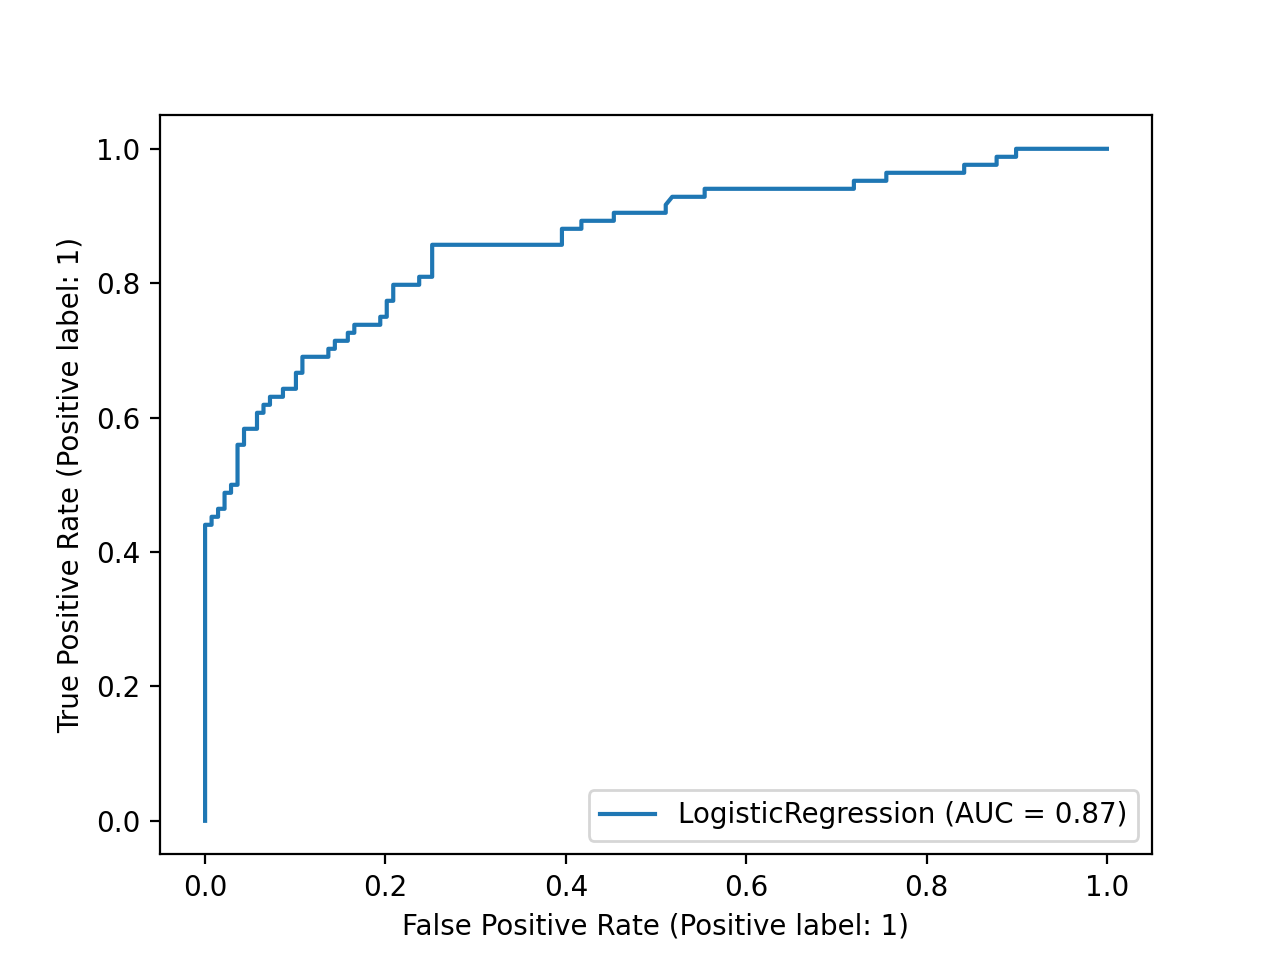 True Positive Rate (Positive label: 1)
1.0
0.8
0.6
0.4
0.2
0.0
LogisticRegression (AUC = 0.87)
0.0 0.2 0.4 0.6 0.8 1.0
False Positive Rate (Positive label: 1)